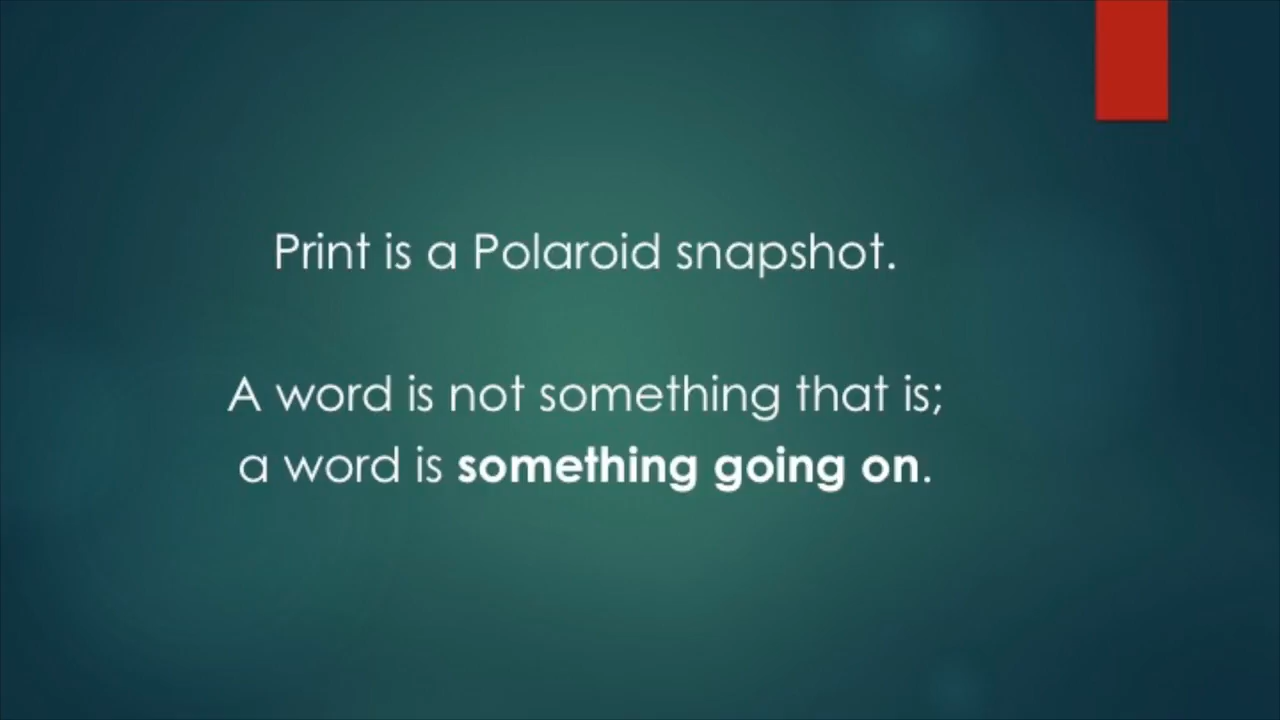 Print is a Polaroid snapshot.
A word is not something that is;
a word is something going on.